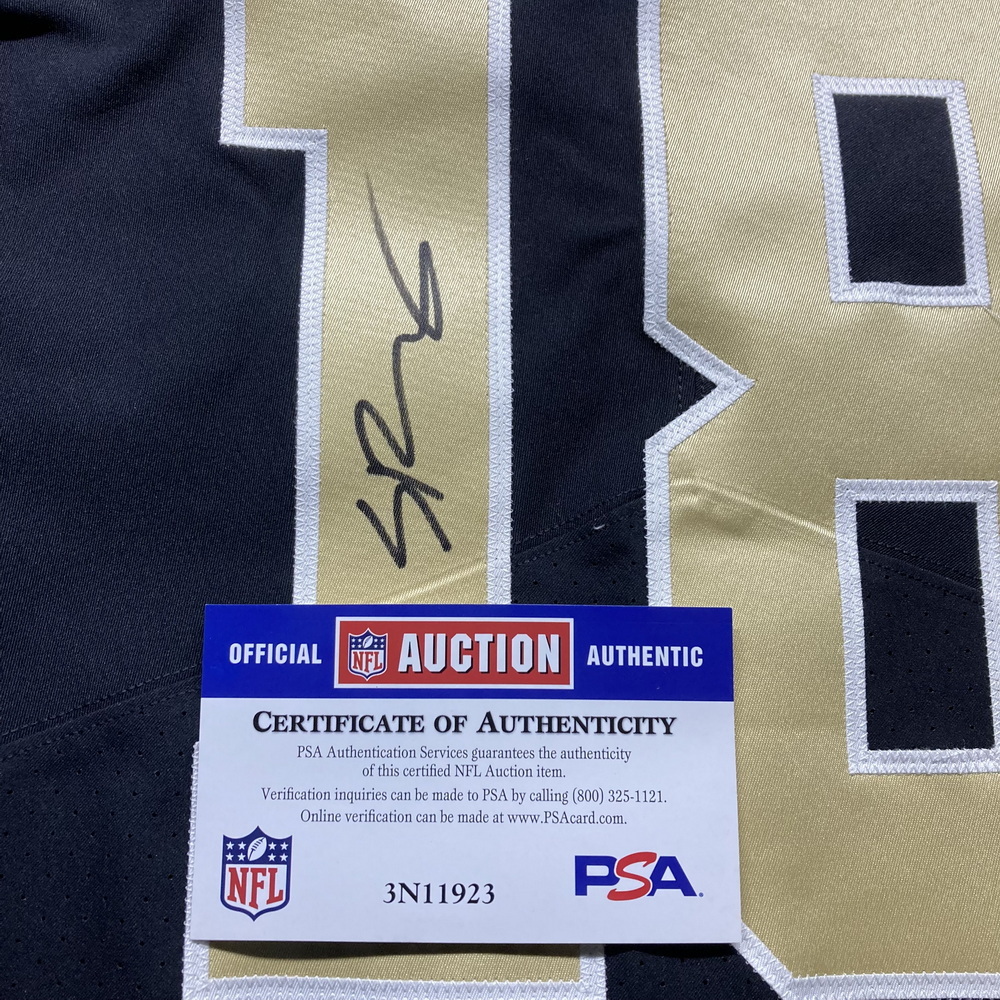 18
OFFICIAL NFL AUCTION AUTHENTIC
CERTIFICATE OF AUTHENTICITY
PSA Authentication Services guarantees the authenticity
of this certified NFL Auction item.
Verification inquiries can be made to PSA by calling (800) 325-1121.
Online verification can be made at www.PSAcard.com.
NFL
3N11923
PSA.